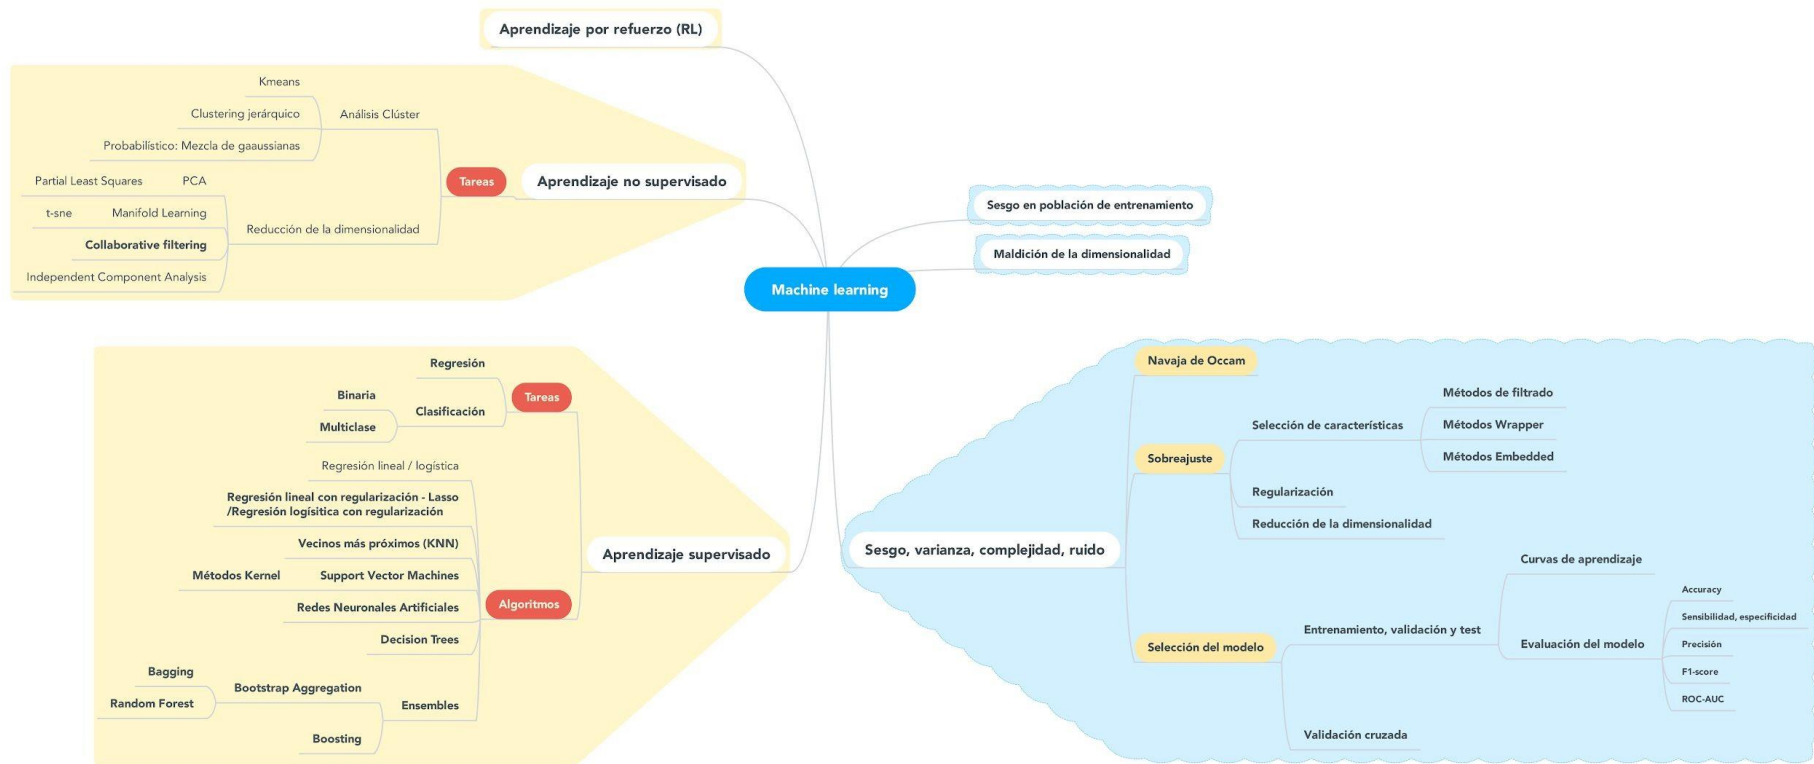 Aprendizaje por refuerzo (RL)
Kmeans
Clustering jerárquico
Análisis Clúster
Probabilístico: Mezcla de gaaussianas
Tareas
Aprendizaje no supervisado
Partial Least Squares
PCA
t-sne
Manifold Learning
Reducción de la dimensionalidad
Collaborative filtering
Independent Component Analysis
Sesgo en población de entrenamiento
Maldición de la dimensionalidad
Machine learning
Regresión
Tareas
Binaria
Clasificación
Multiclase
Regresión lineal / logística
Regresión lineal con regularización - Lasso
/Regresión logísitica con regularización
Vecinos más próximos (KNN)
Aprendizaje supervisado
Métodos Kernel
Support Vector Machines
Redes Neuronales Artificiales
Algoritmos
Decision Trees
Bagging
Bootstrap Aggregation
Random Forest
Ensembles
Boosting
Navaja de Occam
Métodos de filtrado
Selección de características
Métodos Wrapper
Sobreajuste
Métodos Embedded
Regularización
Reducción de la dimensionalidad
Sesgo, varianza, complejidad, ruido
Curvas de aprendizaje
Accuracy
Sensibilidad, especificidad
Entrenamiento, validación y test
Selección del modelo
Evaluación del modelo
Precisión
F1-score
ROC-AUC
Validación cruzada